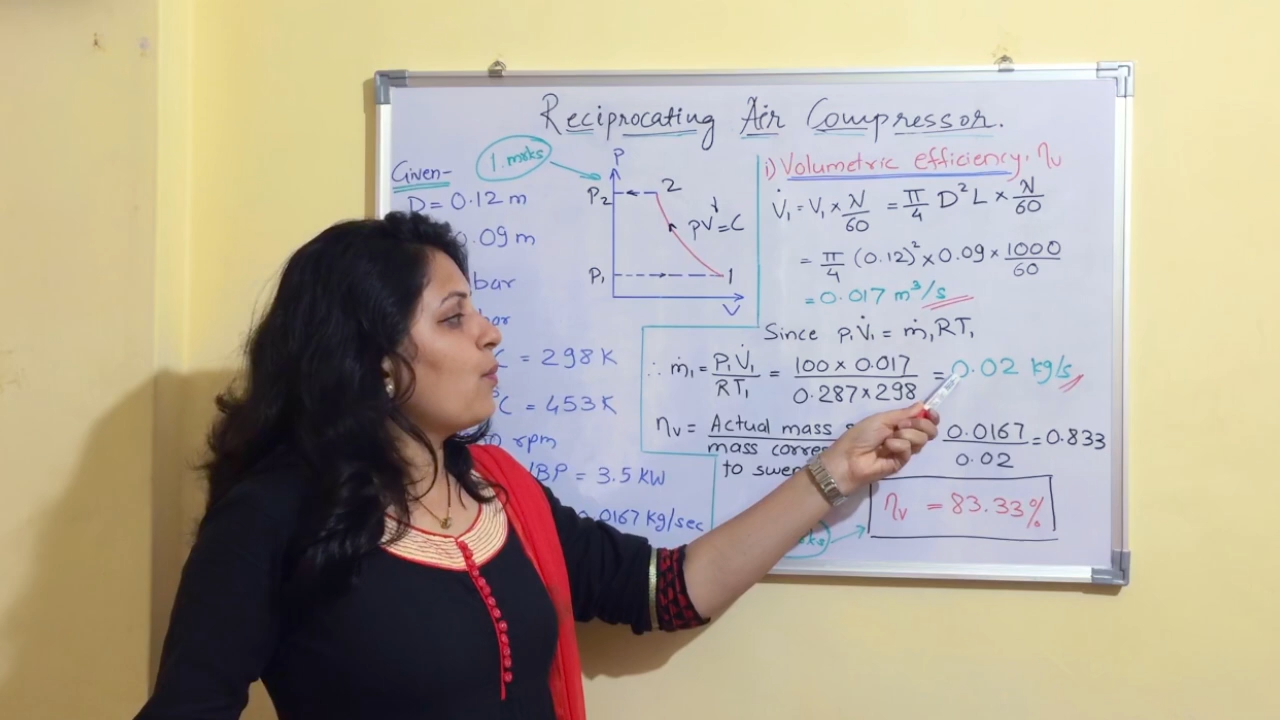 Reciprocating Air Compressor.
Given-
D = 0.12 m
0.09 m
bar
bar
C = 298 K
°C = 453 K
rpm
/BP = 3.5 KW
0.0167 kg/sec
1. mrks
P
P₂
2
PV^γ = C
P₁
1
V
i) Volumetric efficiency, ηv
V̇₁ = V₁ × N/60 = π/4 D² L × N/60
= π/4 (0.12)² × 0.09 × 1000/60
= 0.017 m³/s
Since P₁V̇₁ = ṁ₁RT₁
∴ ṁ₁ = P₁V̇₁/RT₁ = 100 × 0.017/0.287 × 298 = 0.02 kg/s
ηv = Actual mass / mass to = 0.0167/0.02 = 0.833
ηv = 83.33%